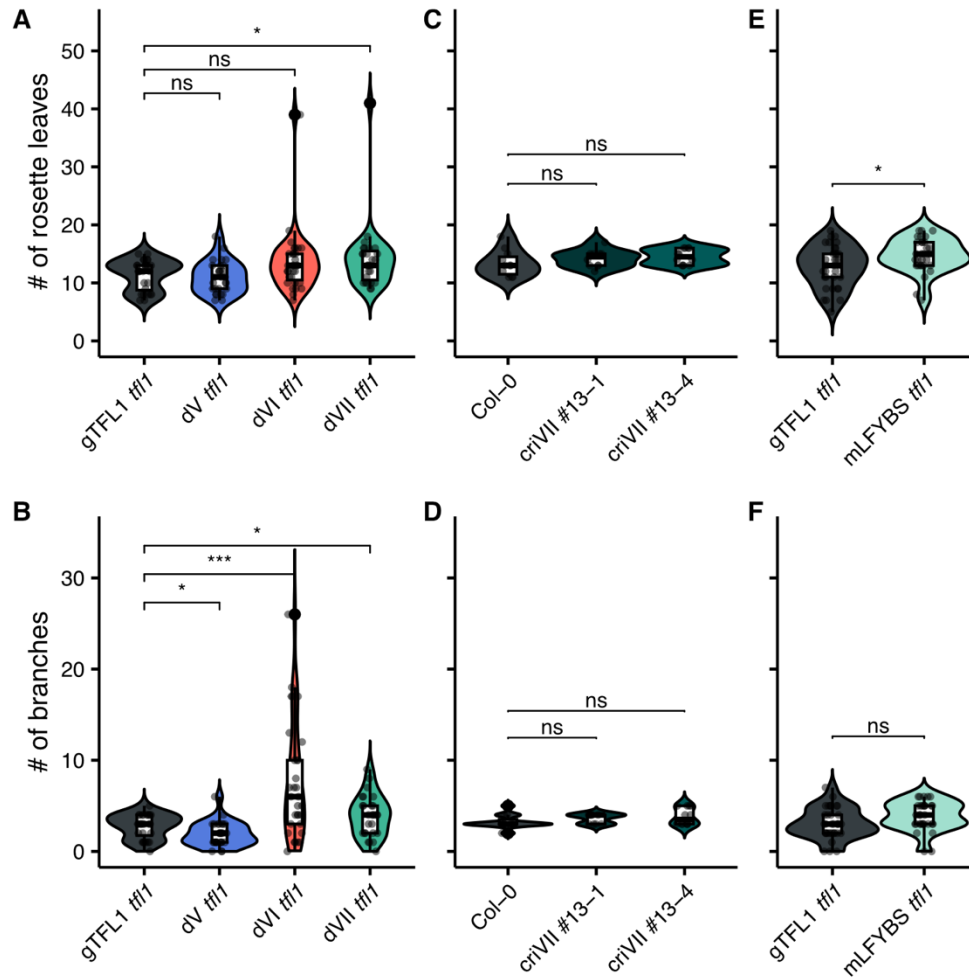 A
# of rosette leaves
50
40
30
20
10
0
*
ns
ns
gTFL1 tfl1
dV tfl1
dVI tfl1
dVII tfl1
C
ns
ns
Col–0
criVII #13–1
criVII #13–4
E
*
gTFL1 tfl1
mLFYBS tfl1
B
# of branches
30
20
10
0
*
***
*
gTFL1 tfl1
dV tfl1
dVI tfl1
dVII tfl1
D
ns
ns
Col–0
criVII #13–1
criVII #13–4
F
ns
gTFL1 tfl1
mLFYBS tfl1